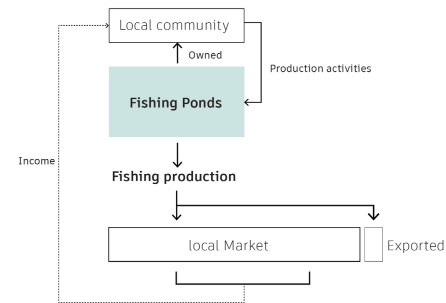 Local community
Owned
Production activities
Fishing Ponds
Income
Fishing production
local Market
Exported